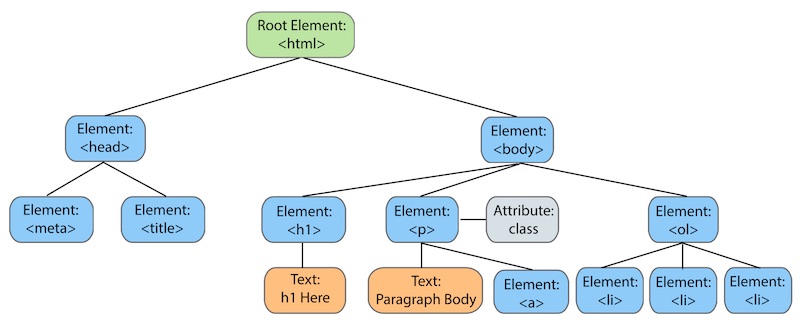 Root Element:
<html>
Element:
<head>
Element:
<body>
Element:
<meta>
Element:
<title>
Element:
<h1>
Element:
<p>
Attribute:
class
Element:
<ol>
Text:
h1 Here
Text:
Paragraph Body
Element:
<a>
Element:
<li>
Element:
<li>
Element:
<li>